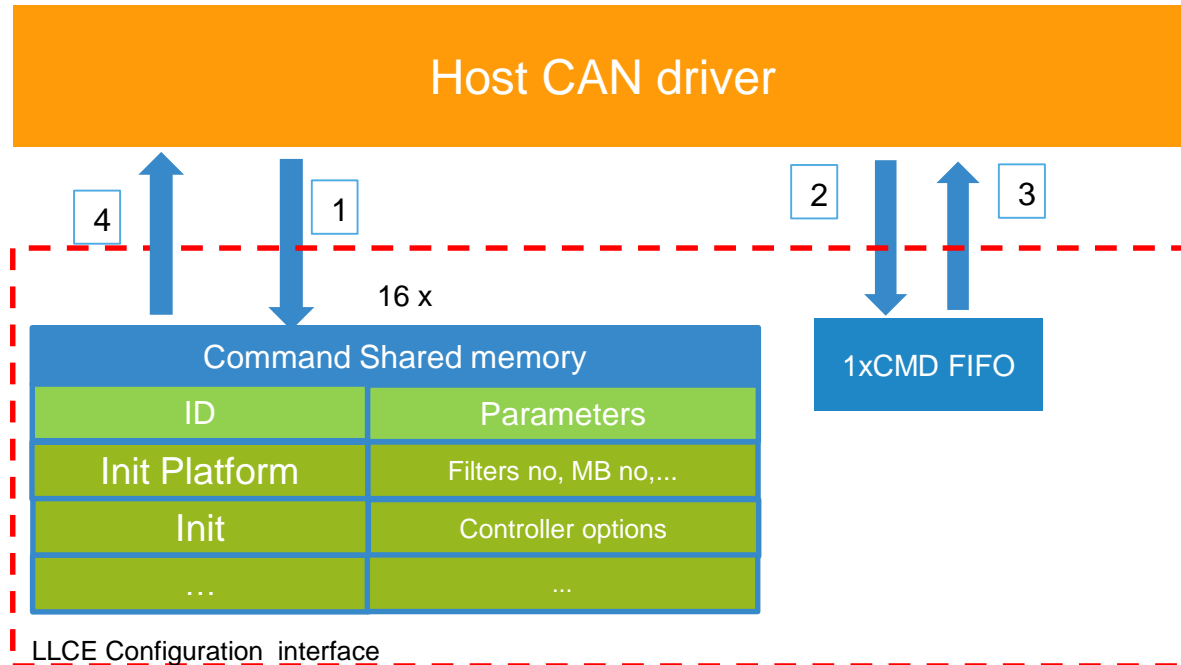 Host CAN driver
4
1
2
3
16 x
Command Shared memory
1xCMD FIFO
ID
Parameters
Init Platform
Filters no, MB no,...
Init
Controller options
...
...
LLCE Configuration interface